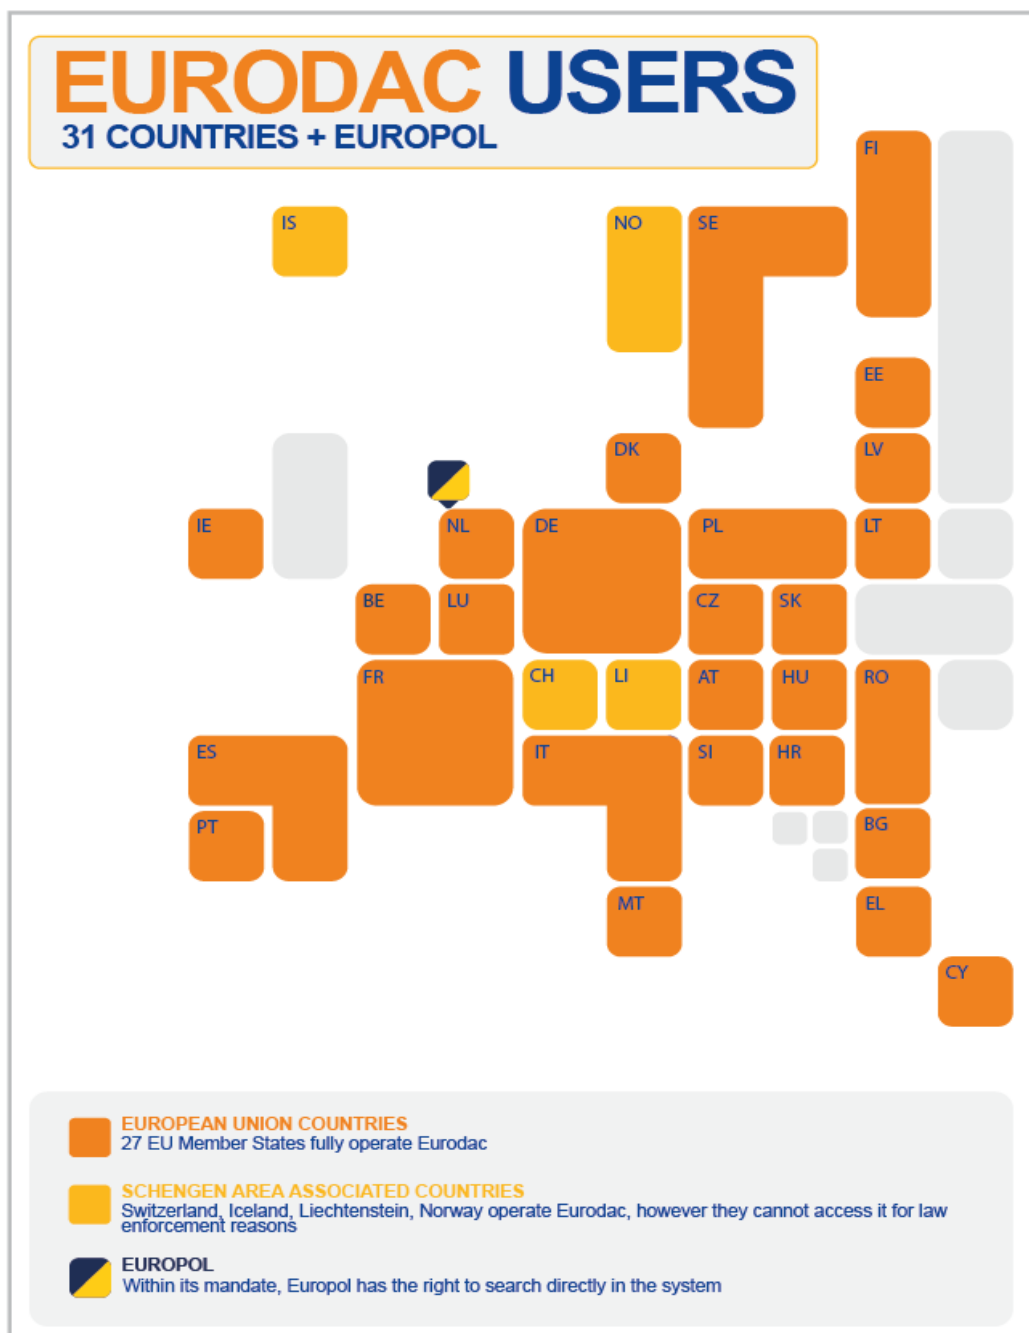 EURODAC USERS
31 COUNTRIES + EUROPOL
FI
IS
NO
SE
EE
DK
LV
IE
NL
DE
PL
LT
BE
LU
CZ
SK
FR
CH
LI
AT
HU
RO
ES
IT
SI
HR
PT
BG
MT
EL
CY
EUROPEAN UNION COUNTRIES
27 EU Member States fully operate Eurodac
SCHENGEN AREA ASSOCIATED COUNTRIES
Switzerland, Iceland, Liechtenstein, Norway operate Eurodac, however they cannot access it for law
enforcement reasons
EUROPOL
Within its mandate, Europol has the right to search directly in the system